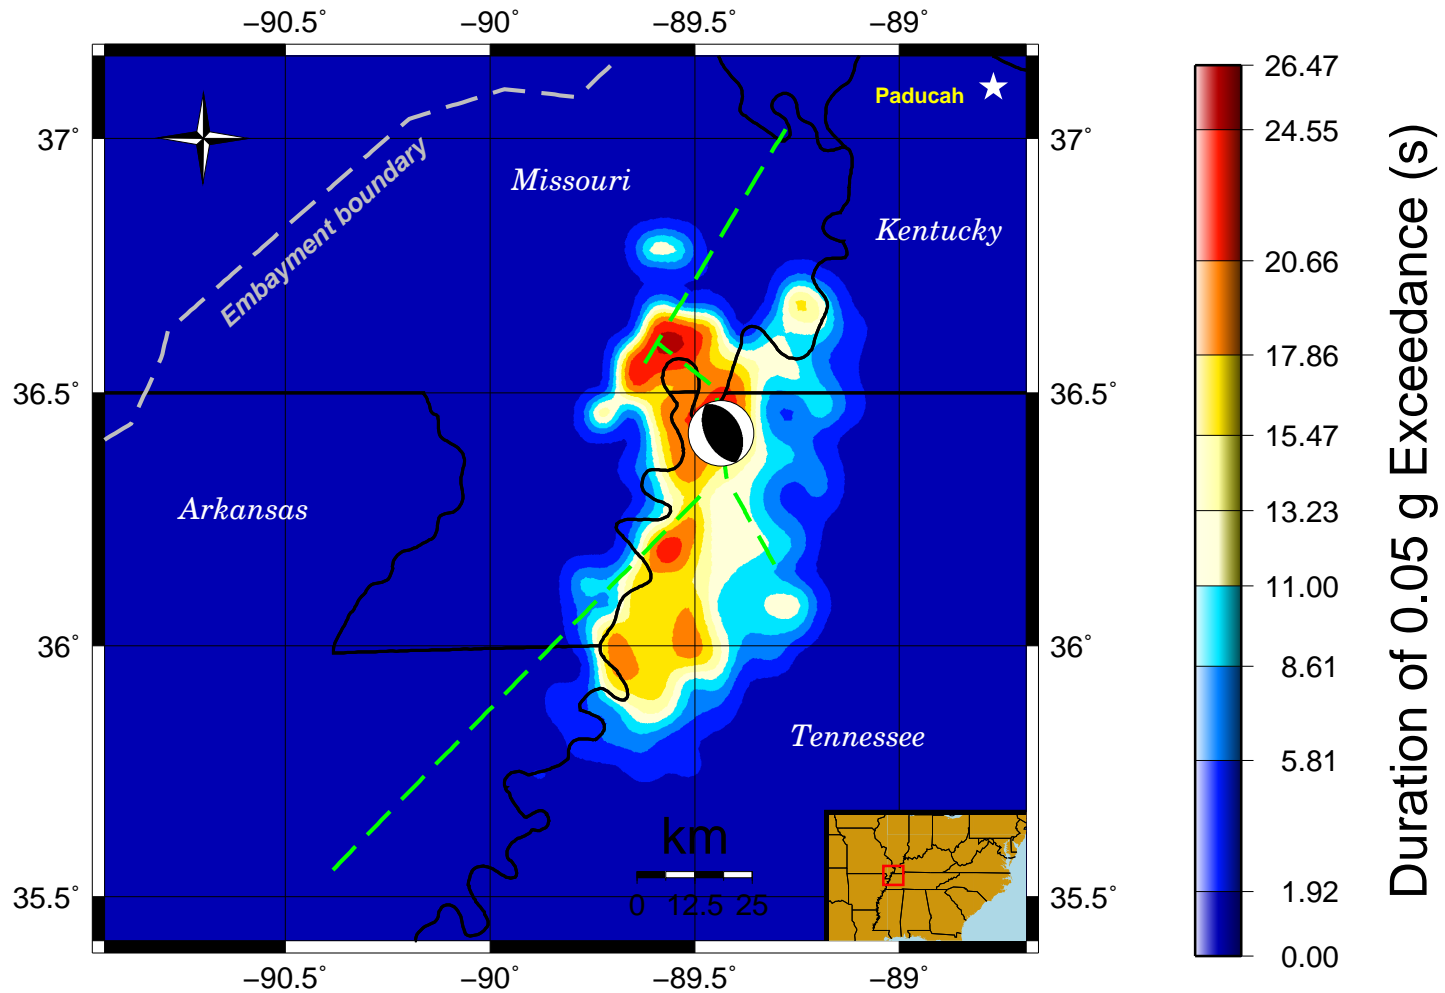 −90.5˚ −90˚ −89.5˚ −89˚
Paducah
37˚ 37˚
Embayment boundary
Missouri
Kentucky
36.5˚ 36.5˚
Arkansas
36˚ 36˚
Tennessee
km
0 12.5 25
35.5˚ 35.5˚
−90.5˚ −90˚ −89.5˚ −89˚
26.47
24.55
20.66
17.86
15.47
13.23
11.00
8.61
5.81
1.92
0.00
Duration of 0.05 g Exceedance (s)